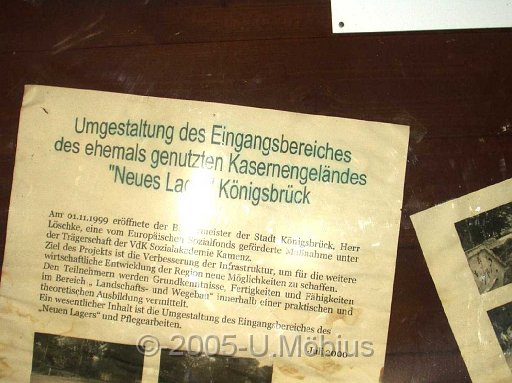 Umgestaltung des Eingangsbereiches
des ehemals genutzten Kasernengeländes
"Neues Königsbrück
Am 01.11.1999 eröffnete der Stadt Königsbrück, Herr
Löschke, eine vom Europäischen Sozialfonds geförderte Maßnahme unter
der Trägerschaft der VdK Sozialakademie Kamenz.
Ziel des Projekts ist die Verbesserung der Infrastruktur, um für die weitere
wirtschaftliche Entwicklung der Region neue Möglichkeiten zu schaffen.
Den Teilnehmern werden Grundkenntnisse, Fertigkeiten und Fähigkeiten
im Bereich „ Landschafts- und Wegebau" innerhalb einer praktischen und
theoretischen Ausbildung vermittelt.
Ein wesentlicher Inhalt ist die Umgestaltung des Eingangsbereiches des
„Neuen Lagers" und Pflegearbeiten.
Juli 2000
© 2005-U.Möbius